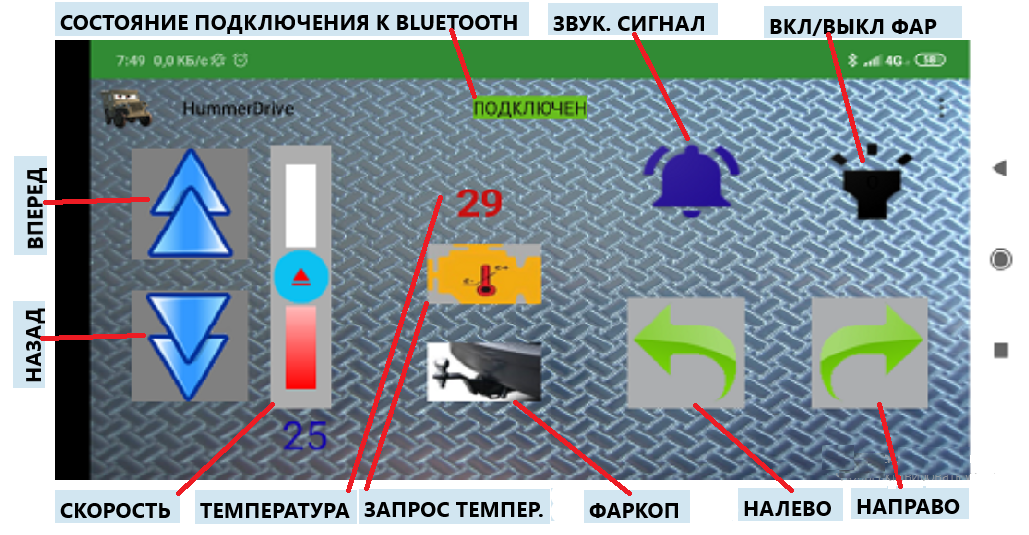 СОСТОЯНИЕ ПОДКЛЮЧЕНИЯ К BLUETOOTH
ЗВУК. СИГНАЛ
ВКЛ/ВЫКЛ ФАР
7:49 0,0 КБ/с
4G 58
HummerDrive
ПОДКЛЮЧЕН
ВПЕРЕД
29
НАЗАД
25
СКОРОСТЬ
ТЕМПЕРАТУРА
ЗАПРОС ТЕМПЕР.
ФАРКОП
НАЛЕВО
НАПРАВО